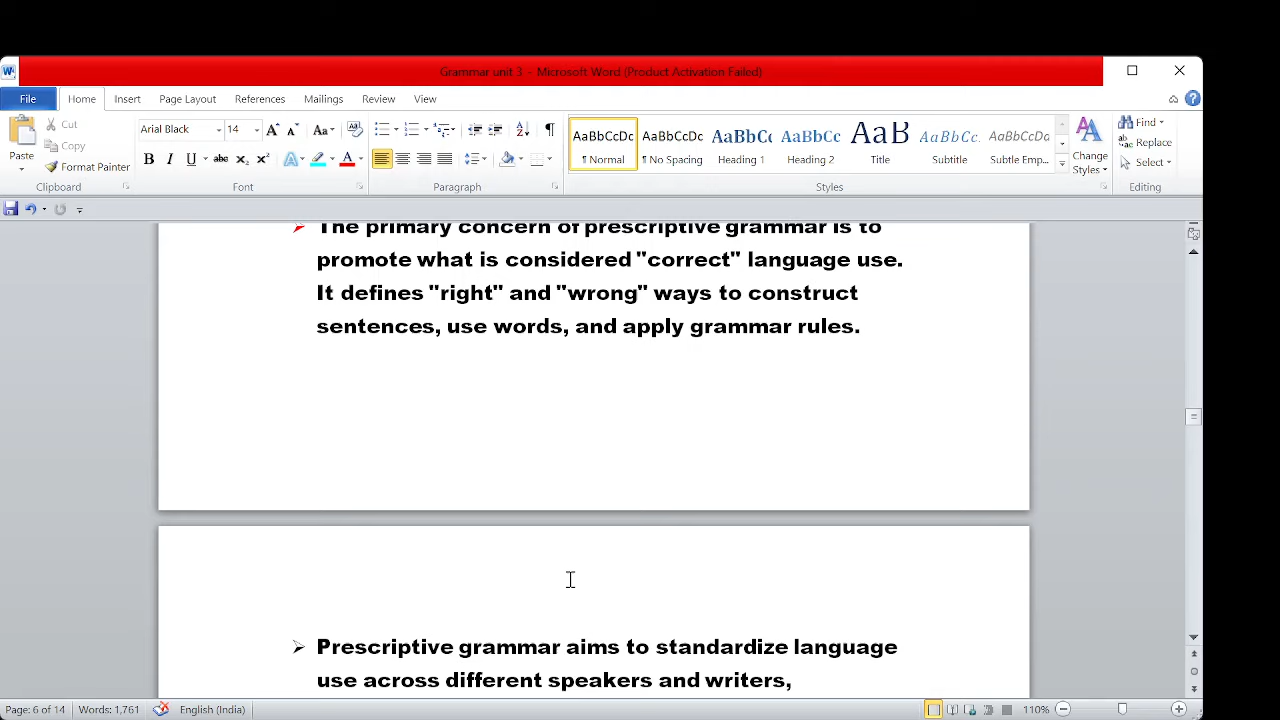 Grammar unit 3 - Microsoft Word (Product Activation Failed)
File Home Insert Page Layout References Mailings Review View
Cut
Copy
Format Painter
Paste
Clipboard
Arial Black 14
Font
Paragraph
AaBbCcDc AaBbCcDc AaBbCc AaBbCc AaB AaBbCc. AaBbCcDc
¶ Normal ¶ No Spacing Heading 1 Heading 2 Title Subtitle Subtle Emp...
Change
Styles
Styles
Find
Replace
Select
Editing
The primary concern of prescriptive grammar is to
promote what is considered "correct" language use.
It defines "right" and "wrong" ways to construct
sentences, use words, and apply grammar rules.
Prescriptive grammar aims to standardize language
use across different speakers and writers,
Page: 6 of 14 Words: 1,761 English (India) 110%